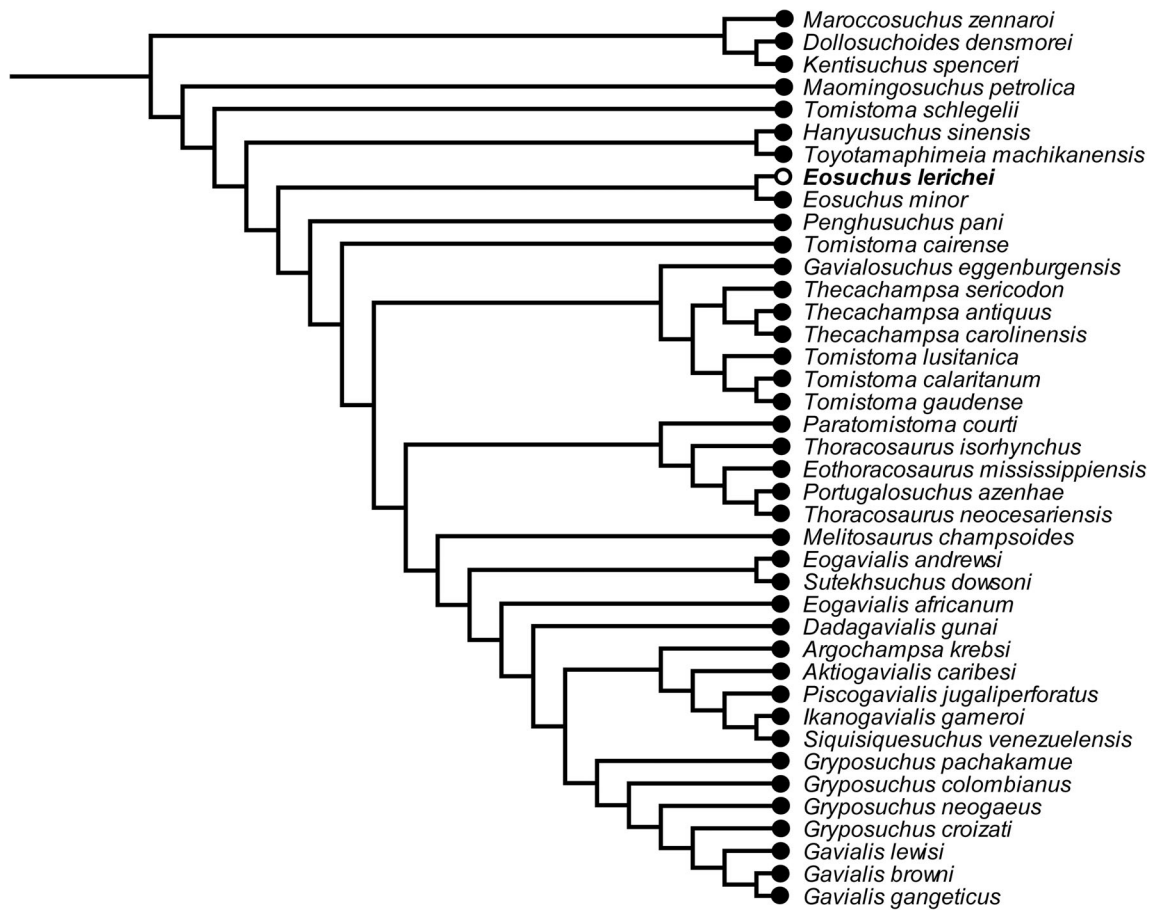 Maroccosuchus zennaroi
Dollosuchoides densmorei
Kentisuchus spenceri
Maomingosuchus petrolica
Tomistoma schlegelii
Hanyusuchus sinensis
Toyotamaphimeia machikanensis
Eosuchus lerichei
Eosuchus minor
Penghusuchus pani
Tomistoma cairense
Gavialosuchus eggenburgensis
Thecachampsa sericodon
Thecachampsa antiquus
Thecachampsa carolinensis
Tomistoma lusitanica
Tomistoma calaritanum
Tomistoma gaudense
Paratomistoma courti
Thoracosaurus isorhynchus
Eothoracosaurus mississippiensis
Portugalosuchus azenhae
Thoracosaurus neocesariensis
Melitosaurus champsoides
Eogavialis andrewsi
Sutekhsuchus dowsoni
Eogavialis africanum
Dadagavialis gunai
Argochampsa krebsi
Aktiogavialis caribesi
Piscogavialis jugaliperforatus
Ikanogavialis gameroi
Siquisiquesuchus venezuelensis
Gryposuchus pachakamue
Gryposuchus colombianus
Gryposuchus neogaeus
Gryposuchus croizati
Gavialis lewisi
Gavialis browni
Gavialis gangeticus